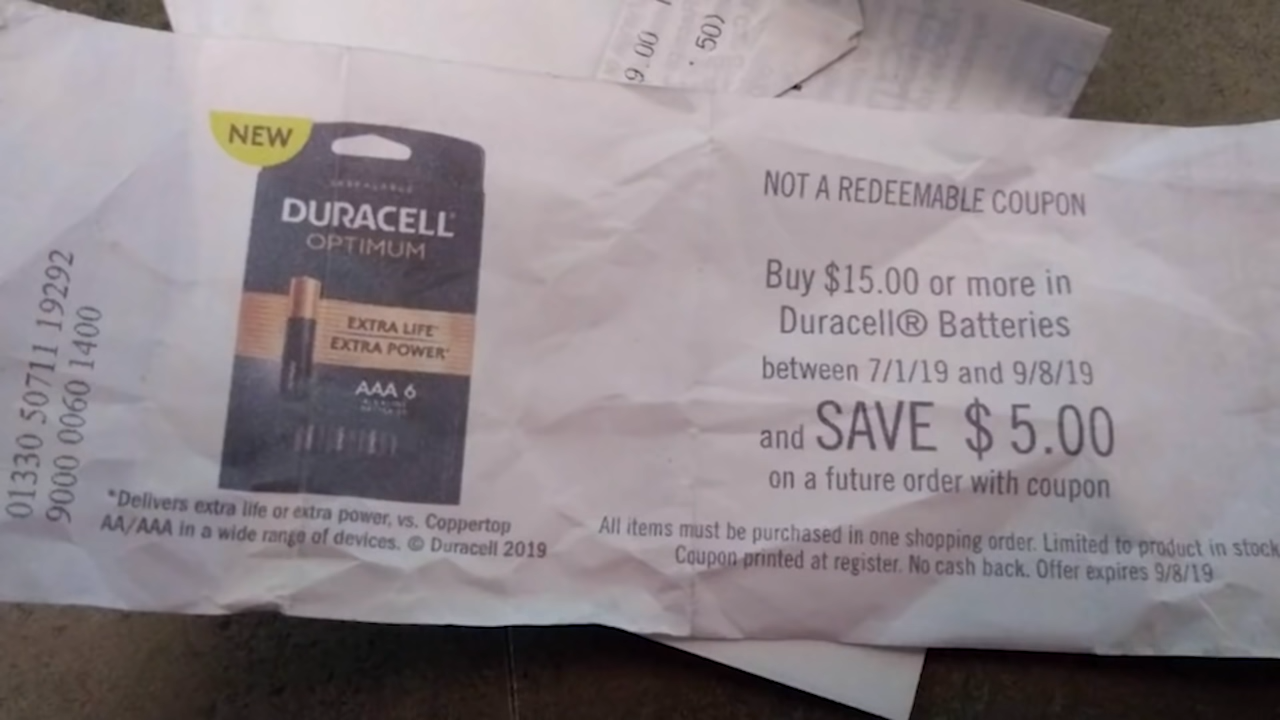 9.00
.50)
NEW
DURACELL
OPTIMUM
EXTRA LIFE*
EXTRA POWER*
AAA 6
*Delivers extra life or extra power, vs. Coppertop
AA/AAA in a wide range of devices. © Duracell 2019
01330 50711 19292
9000 0060 1400
NOT A REDEEMABLE COUPON
Buy $15.00 or more in
Duracell® Batteries
between 7/1/19 and 9/8/19
and SAVE $ 5.00
on a future order with coupon
All items must be purchased in one shopping order. Limited to product in stock
Coupon printed at register. No cash back. Offer expires 9/8/19